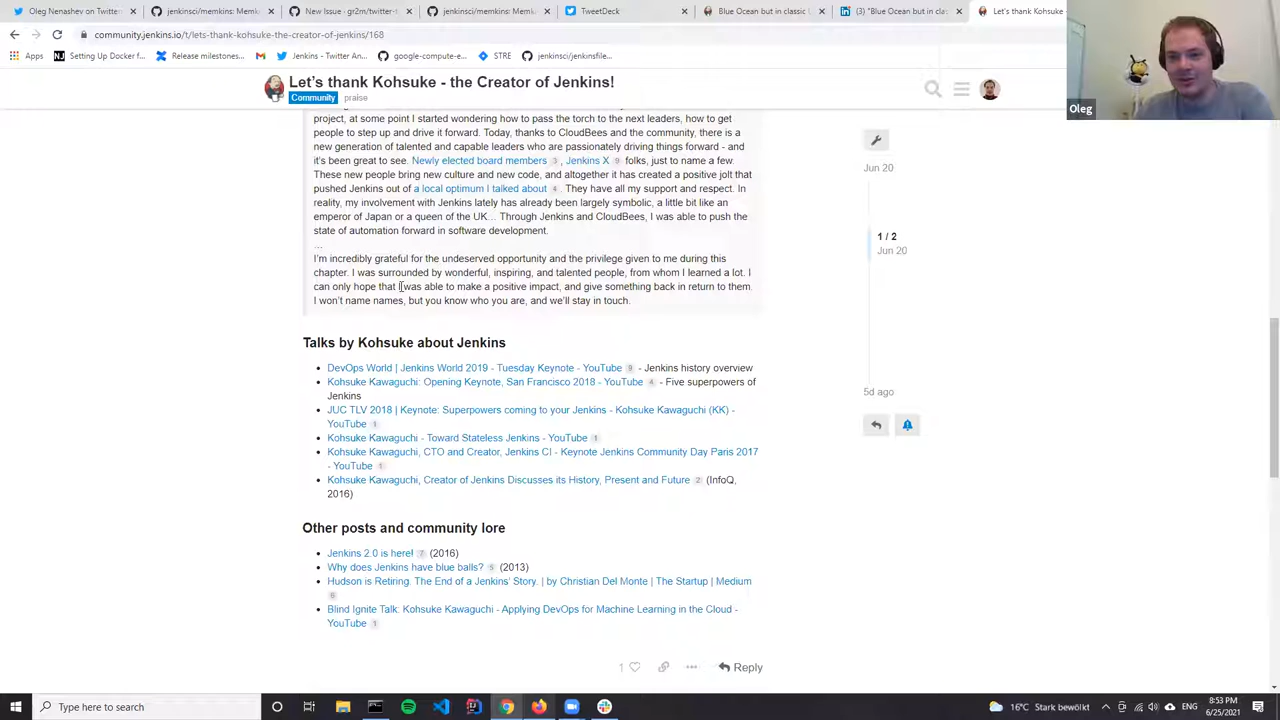 Oleg Nenashev on Twitter
jenkinsci/memkins: Memk
New Issue · gr2m/twitter-t
jenkinsci/memkins: Memk
TweetDeck
Blue Ocean but in classic
(3) "Blue Ocean but in clas
Let's thank Kohsuke
community.jenkins.io/t/lets-thank-kohsuke-the-creator-of-jenkins/168
Apps
Setting Up Docker f...
Release milestones...
Jenkins - Twitter An...
google-compute-e...
STRE
jenkinsci/jenkinsfile...
Oleg
Let's thank Kohsuke - the Creator of Jenkins!
Community praise
project, at some point I started wondering how to pass the torch to the next leaders, how to get
people to step up and drive it forward. Today, thanks to CloudBees and the community, there is a
new generation of talented and capable leaders who are passionately driving things forward - and
it's been great to see. Newly elected board members 3 , Jenkins X 9 folks, just to name a few.
These new people bring new culture and new code, and altogether it has created a positive jolt that
pushed Jenkins out of a local optimum I talked about 4 . They have all my support and respect. In
reality, my involvement with Jenkins lately has already been largely symbolic, a little bit like an
emperor of Japan or a queen of the UK… Through Jenkins and CloudBees, I was able to push the
state of automation forward in software development.
…
I'm incredibly grateful for the undeserved opportunity and the privilege given to me during this
chapter. I was surrounded by wonderful, inspiring, and talented people, from whom I learned a lot. I
can only hope that I was able to make a positive impact, and give something back in return to them.
I won't name names, but you know who you are, and we'll stay in touch.
Jun 20
1 / 2
Jun 20
5d ago
Talks by Kohsuke about Jenkins
DevOps World | Jenkins World 2019 - Tuesday Keynote - YouTube 9 - Jenkins history overview
Kohsuke Kawaguchi: Opening Keynote, San Francisco 2018 - YouTube 4 - Five superpowers of
Jenkins
JUC TLV 2018 | Keynote: Superpowers coming to your Jenkins - Kohsuke Kawaguchi (KK) -
YouTube 1
Kohsuke Kawaguchi - Toward Stateless Jenkins - YouTube 1
Kohsuke Kawaguchi, CTO and Creator, Jenkins CI - Keynote Jenkins Community Day Paris 2017
- YouTube 1
Kohsuke Kawaguchi, Creator of Jenkins Discusses its History, Present and Future 2 (InfoQ,
2016)
Other posts and community lore
Jenkins 2.0 is here! 7 (2016)
Why does Jenkins have blue balls? 5 (2013)
Hudson is Retiring. The End of a Jenkins' Story. | by Christian Del Monte | The Startup | Medium
6
Blind Ignite Talk: Kohsuke Kawaguchi - Applying DevOps for Machine Learning in the Cloud -
YouTube 1
1
Reply
Type here to search
16°C Stark bewölkt
ENG
8:53 PM
6/25/2021